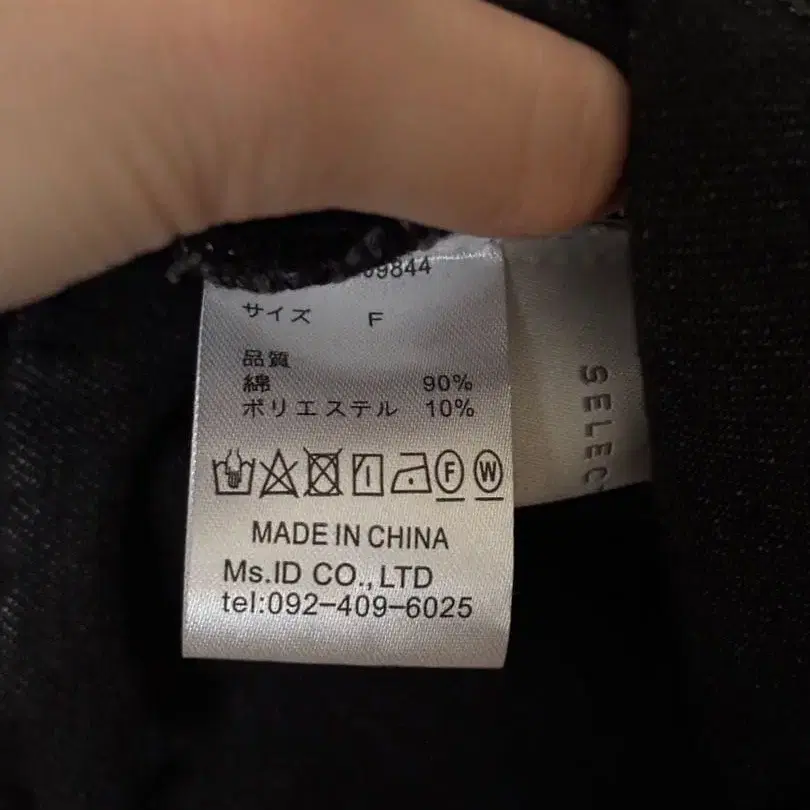 09844
サイズ F
品質
綿 90%
ポリエステル 10%
F W
MADE IN CHINA
Ms.ID CO.,LTD
tel:092-409-6025
SELEC